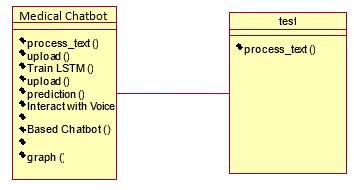 Medical Chatbot
process_text ()
upload ()
Train LSTM ()
upload ()
prediction ()
Interact with Voice
Based Chatbot ()
graph ()
test
process_text ()